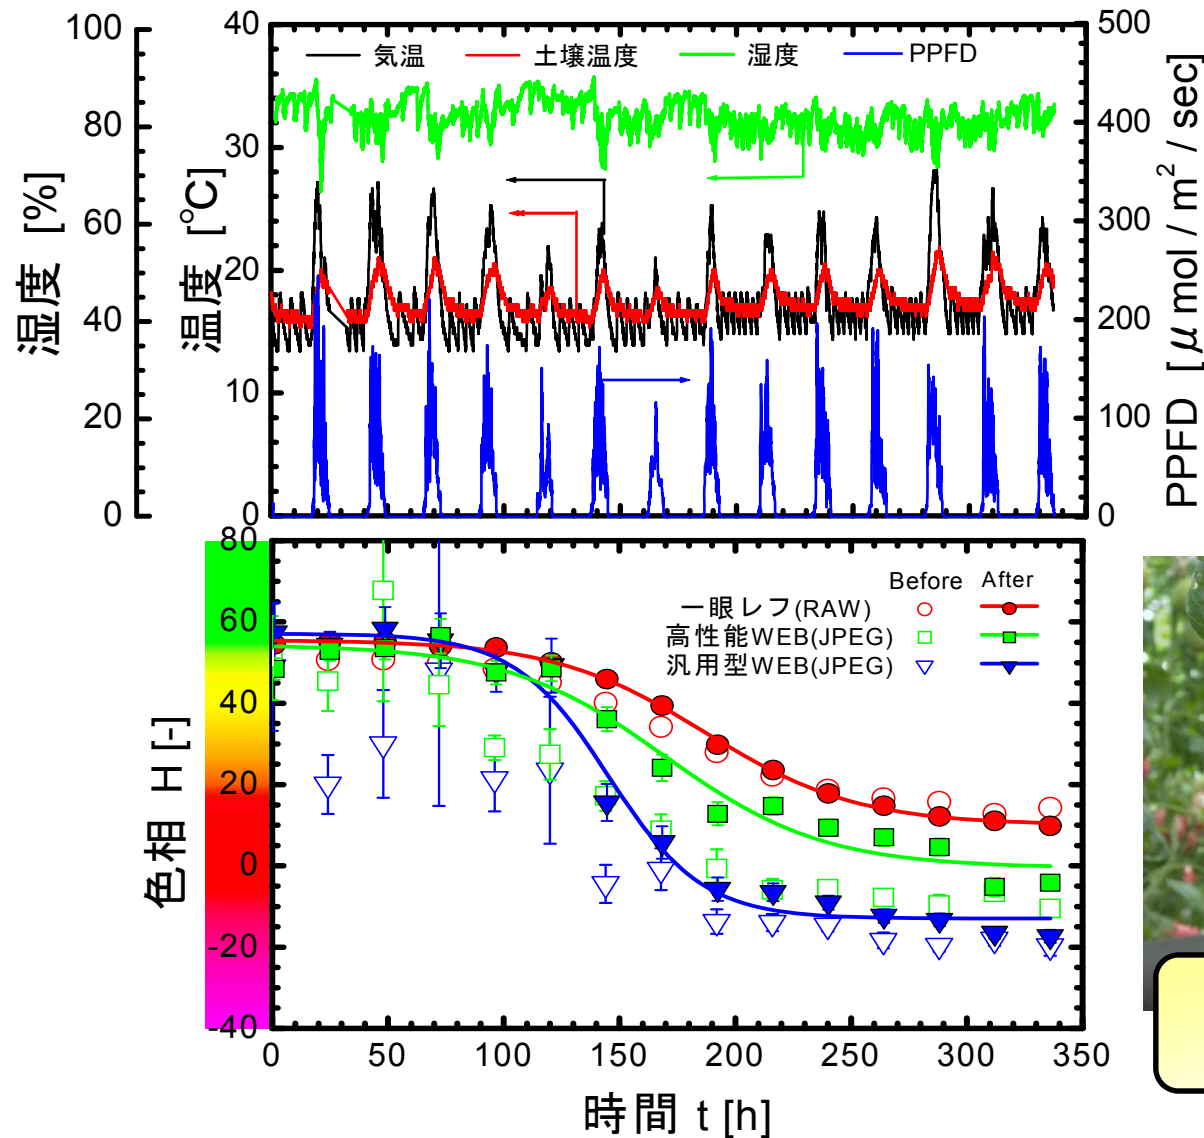 気温 土壌温度 湿度 PPFD
湿度 [%]
100
80
60
40
20
0
温度 [℃]
40
30
20
10
0
PPFD [μ mol / m² / sec]
500
400
300
200
100
0
Before After
一眼レフ(RAW)
高性能WEB(JPEG)
汎用型WEB(JPEG)
色相 H [-]
80
60
40
20
0
-20
-40
0 50 100 150 200 250 300 350
時間 t [h]